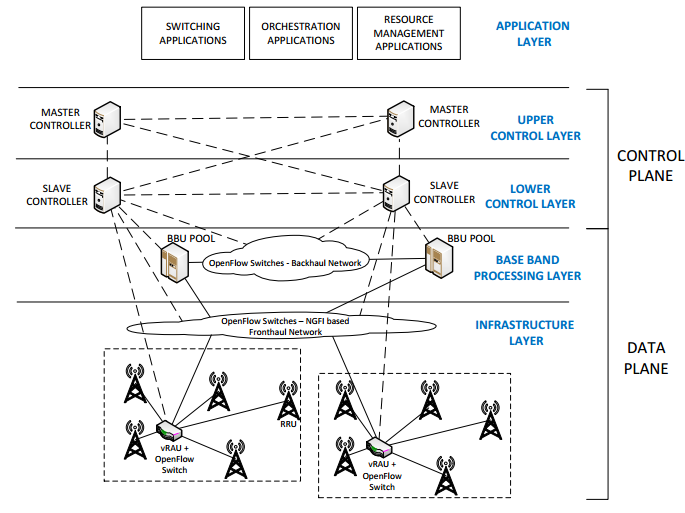 SWITCHING
APPLICATIONS
ORCHESTRATION
APPLICATIONS
RESOURCE
MANAGEMENT
APPLICATIONS
APPLICATION
LAYER
MASTER
CONTROLLER
MASTER
CONTROLLER
UPPER
CONTROL LAYER
CONTROL
PLANE
SLAVE
CONTROLLER
SLAVE
CONTROLLER
LOWER
CONTROL LAYER
BBU POOL
OpenFlow Switches - Backhaul Network
BBU POOL
BASE BAND
PROCESSING LAYER
OpenFlow Switches – NGFI based
Fronthaul Network
INFRASTRUCTURE
LAYER
DATA
PLANE
RRU
vRAU +
OpenFlow
Switch
vRAU +
OpenFlow
Switch